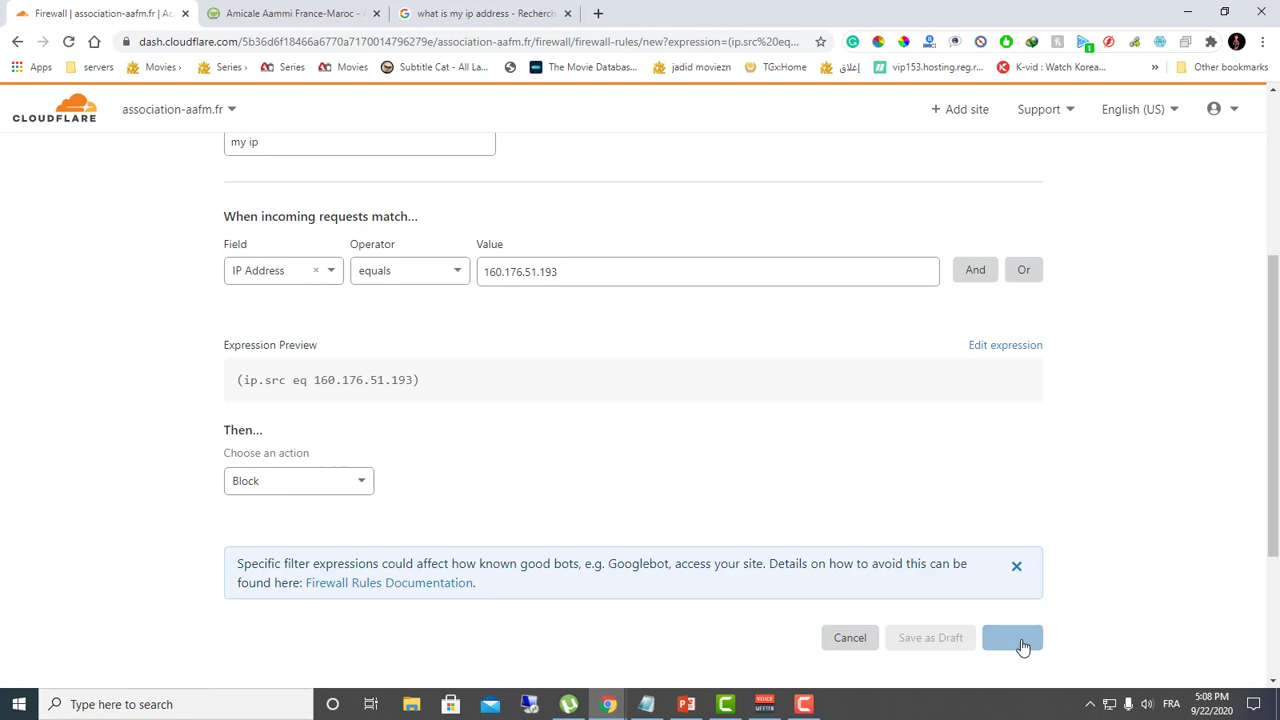 Firewall | association-aafm.fr | Ac
Amicale Aammi France-Maroc -
what is my ip address - Recherch
dash.cloudflare.com/5b36d6f18466a6770a7170014796279e/association-aafm.fr/firewall/firewall-rules/new?expression=(ip.src%20eq...
Apps
servers
Movies ›
Series ›
Series
Movies
Subtitle Cat - All La...
The Movie Databas...
jadid moviezn
TGx:Home
إغلاق
vip153.hosting.reg.r...
K-vid : Watch Korea...
»
Other bookmarks
CLOUDFLARE
association-aafm.fr
+ Add site
Support
English (US)
my ip
When incoming requests match...
Field
Operator
Value
IP Address
equals
160.176.51.193
And
Or
Expression Preview
Edit expression
(ip.src eq 160.176.51.193)
Then...
Choose an action
Block
Specific filter expressions could affect how known good bots, e.g. Googlebot, access your site. Details on how to avoid this can be
found here: Firewall Rules Documentation.
Cancel
Save as Draft
Type here to search
FRA
5:08 PM
9/22/2020